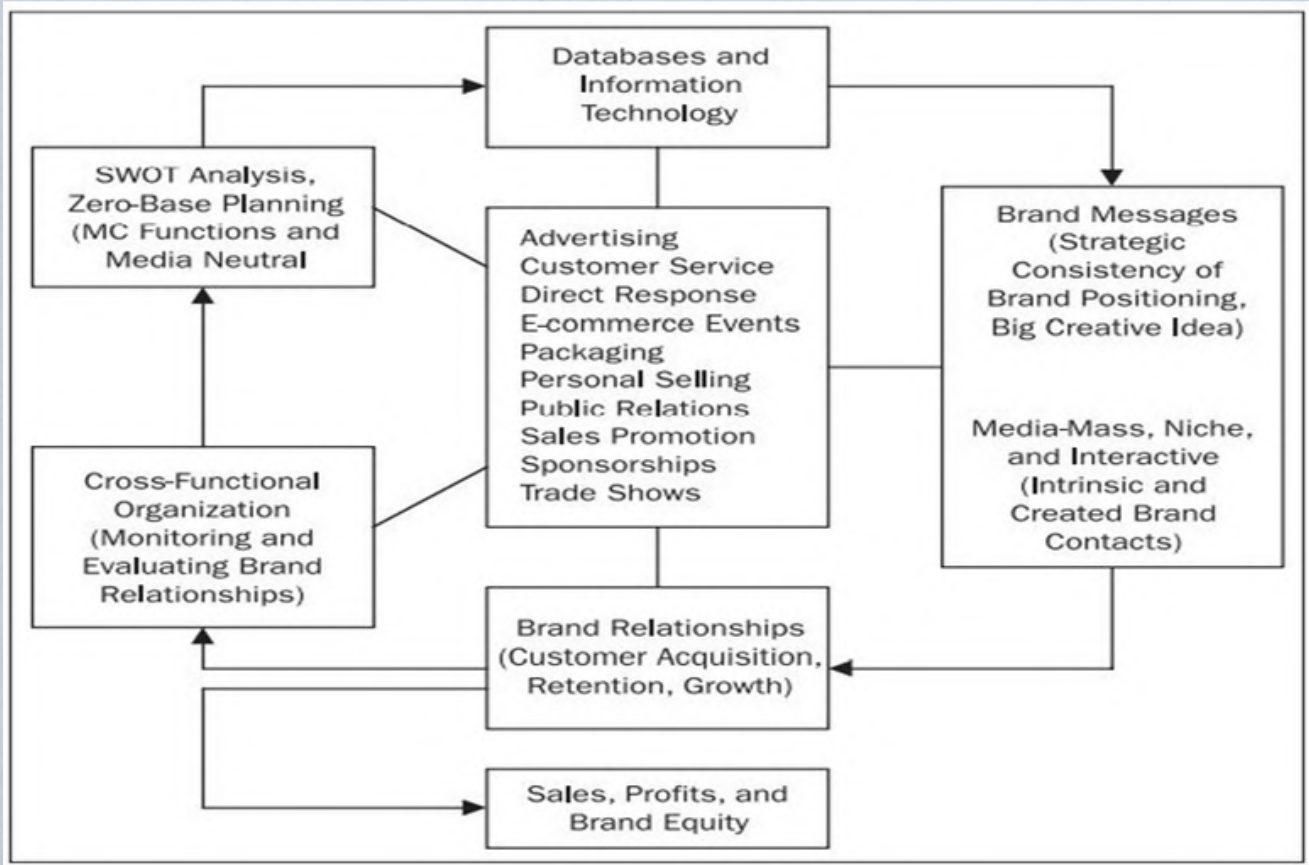 Databases and
Information
Technology
SWOT Analysis,
Zero-Base Planning
(MC Functions and
Media Neutral
Advertising
Customer Service
Direct Response
E-commerce Events
Packaging
Personal Selling
Public Relations
Sales Promotion
Sponsorships
Trade Shows
Brand Messages
(Strategic
Consistency of
Brand Positioning,
Big Creative Idea)
Media-Mass, Niche,
and Interactive
(Intrinsic and
Created Brand
Contacts)
Cross-Functional
Organization
(Monitoring and
Evaluating Brand
Relationships)
Brand Relationships
(Customer Acquisition,
Retention, Growth)
Sales, Profits, and
Brand Equity